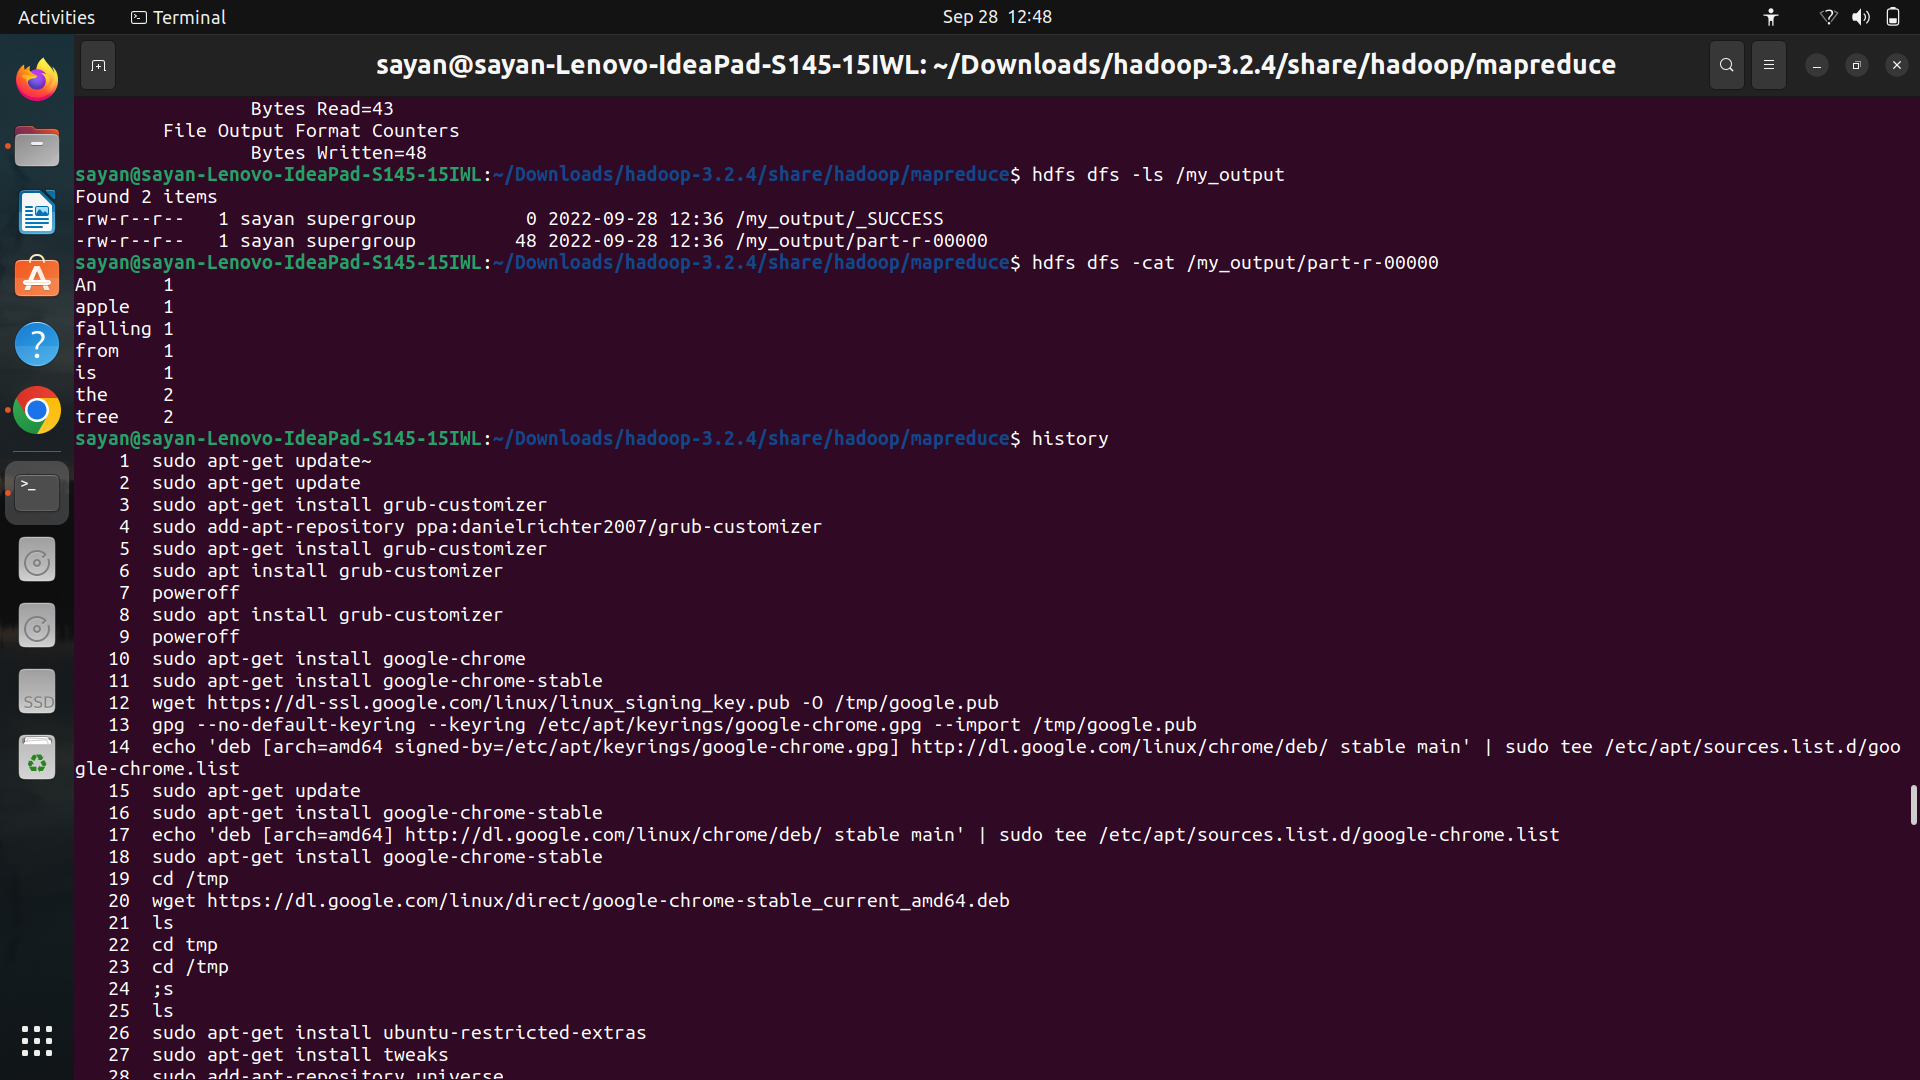 Activities Terminal Sep 28 12:48
sayan@sayan-Lenovo-IdeaPad-S145-15IWL: ~/Downloads/hadoop-3.2.4/share/hadoop/mapreduce
Bytes Read=43
File Output Format Counters
Bytes Written=48
sayan@sayan-Lenovo-IdeaPad-S145-15IWL:~/Downloads/hadoop-3.2.4/share/hadoop/mapreduce$ hdfs dfs -ls /my_output
Found 2 items
-rw-r--r--   1 sayan supergroup          0 2022-09-28 12:36 /my_output/_SUCCESS
-rw-r--r--   1 sayan supergroup         48 2022-09-28 12:36 /my_output/part-r-00000
sayan@sayan-Lenovo-IdeaPad-S145-15IWL:~/Downloads/hadoop-3.2.4/share/hadoop/mapreduce$ hdfs dfs -cat /my_output/part-r-00000
An      1
apple   1
falling 1
from    1
is      1
the     2
tree    2
sayan@sayan-Lenovo-IdeaPad-S145-15IWL:~/Downloads/hadoop-3.2.4/share/hadoop/mapreduce$ history
1  sudo apt-get update~
2  sudo apt-get update
3  sudo apt-get install grub-customizer
4  sudo add-apt-repository ppa:danielrichter2007/grub-customizer
5  sudo apt-get install grub-customizer
6  sudo apt install grub-customizer
7  poweroff
8  sudo apt install grub-customizer
9  poweroff
10  sudo apt-get install google-chrome
11  sudo apt-get install google-chrome-stable
12  wget https://dl-ssl.google.com/linux/linux_signing_key.pub -O /tmp/google.pub
13  gpg --no-default-keyring --keyring /etc/apt/keyrings/google-chrome.gpg --import /tmp/google.pub
14  echo 'deb [arch=amd64 signed-by=/etc/apt/keyrings/google-chrome.gpg] http://dl.google.com/linux/chrome/deb/ stable main' | sudo tee /etc/apt/sources.list.d/goo
gle-chrome.list
15  sudo apt-get update
16  sudo apt-get install google-chrome-stable
17  echo 'deb [arch=amd64] http://dl.google.com/linux/chrome/deb/ stable main' | sudo tee /etc/apt/sources.list.d/google-chrome.list
18  sudo apt-get install google-chrome-stable
19  cd /tmp
20  wget https://dl.google.com/linux/direct/google-chrome-stable_current_amd64.deb
21  ls
22  cd tmp
23  cd /tmp
24  ;s
25  ls
26  sudo apt-get install ubuntu-restricted-extras
27  sudo apt-get install tweaks
28  sudo add-apt-repository universe
SSD